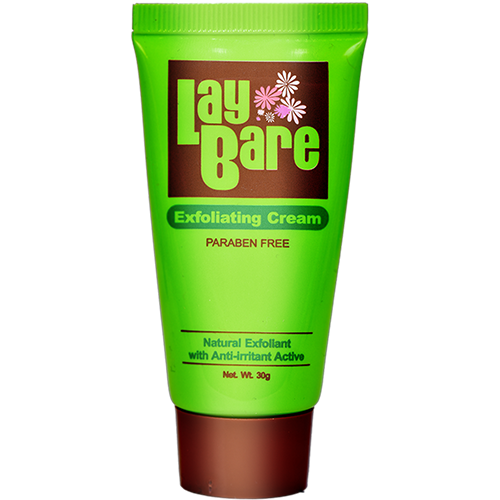 Lay
Bare
Exfoliating Cream
PARABEN FREE
Natural Exfoliant
with Anti-irritant Active
Net. Wt. 30g